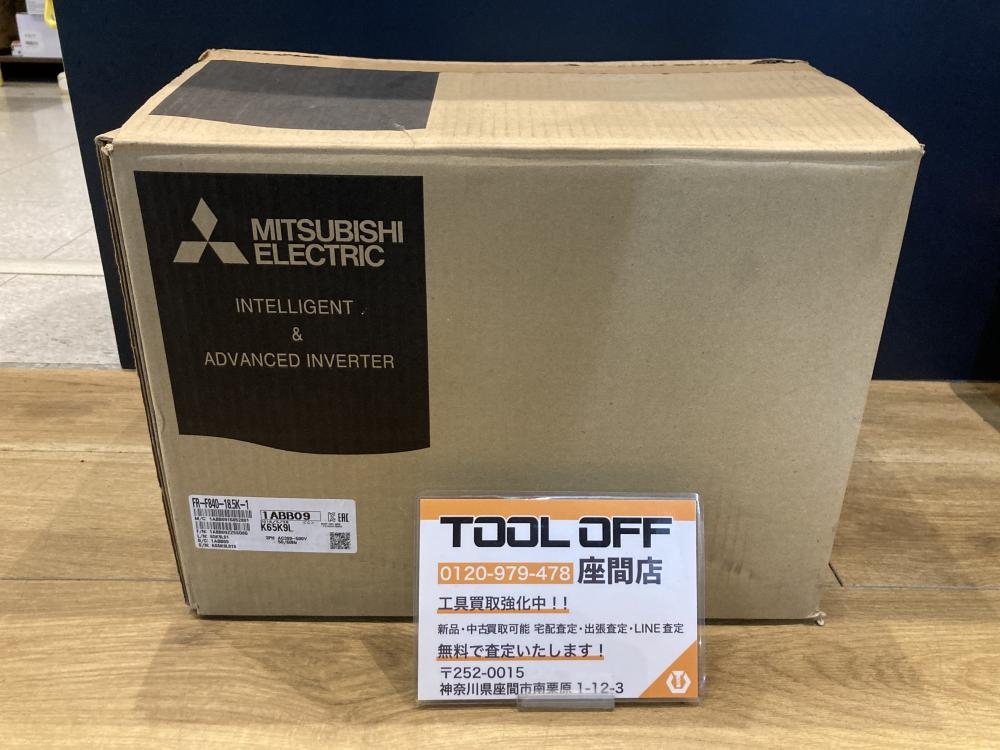 MITSUBISHI
ELECTRIC
INTELLIGENT
&
ADVANCED INVERTER
FR-F840-18.5K-1
1ABB09
K65K9L
EAC
TOOL OFF
0120-979-478 座間店
工具買取強化中！！
新品・中古買取可能 宅配査定・出張査定・LINE査定
無料で査定いたします！
〒252-0015
神奈川県座間市南栗原1-12-3